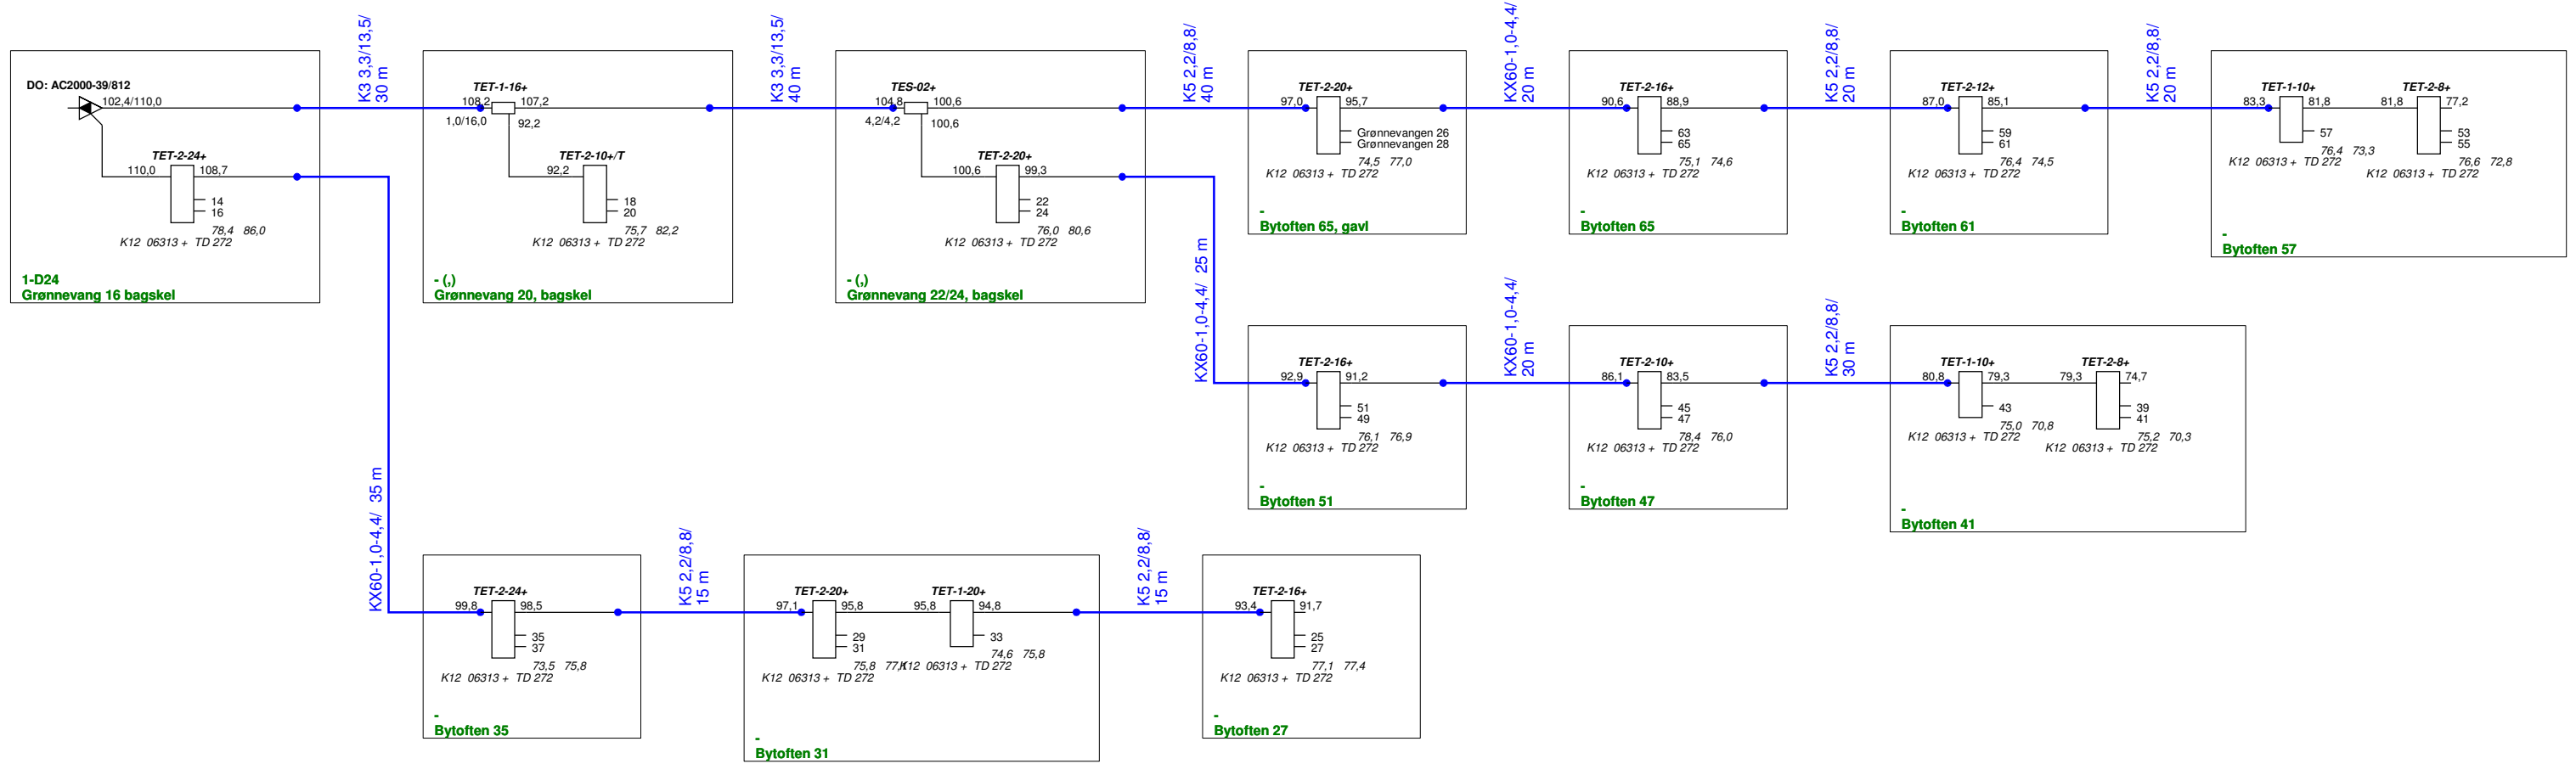 K3 3,3/13,5/
30 m
K3 3,3/13,5/
40 m
K5 2,2/8,8/
40 m
KX60-1,0-4,4/
20 m
K5 2,2/8,8/
20 m
K5 2,2/8,8/
20 m
DO: AC2000-39/812
102,4/110,0
TET-2-24+
110,0 108,7
14
16
78,4 86,0
K12 06313 + TD 272
1-D24
Grønnevang 16 bagskel
TET-1-16+
108,2 107,2
1,0/16,0 92,2
TET-2-10+/T
92,2
18
20
75,7 82,2
K12 06313 + TD 272
- (,)
Grønnevang 20, bagskel
TES-02+
104,8 100,6
4,2/4,2 100,6
TET-2-20+
100,6 99,3
22
24
76,0 80,6
K12 06313 + TD 272
- (,)
Grønnevang 22/24, bagskel
TET-2-20+
97,0 95,7
Grønnevangen 26
Grønnevangen 28
74,5 77,0
K12 06313 + TD 272
-
Bytoften 65, gavl
TET-2-16+
90,6 88,9
63
65
75,1 74,6
K12 06313 + TD 272
-
Bytoften 65
TET-2-12+
87,0 85,1
59
61
76,4 74,5
K12 06313 + TD 272
-
Bytoften 61
TET-1-10+
83,3 81,8
57
76,4 73,3
K12 06313 + TD 272
TET-2-8+
81,8 77,2
53
55
76,6 72,8
K12 06313 + TD 272
-
Bytoften 57
KX60-1,0-4,4/ 25 m
KX60-1,0-4,4/
20 m
K5 2,2/8,8/
30 m
TET-2-16+
92,9 91,2
51
49
76,1 76,9
K12 06313 + TD 272
-
Bytoften 51
TET-2-10+
86,1 83,5
45
47
78,4 76,0
K12 06313 + TD 272
-
Bytoften 47
TET-1-10+
80,8 79,3
43
75,0 70,8
K12 06313 + TD 272
TET-2-8+
79,3 74,7
39
41
75,2 70,3
K12 06313 + TD 272
-
Bytoften 41
KX60-1,0-4,4/ 35 m
K5 2,2/8,8/
15 m
K5 2,2/8,8/
15 m
TET-2-24+
99,8 98,5
35
37
73,5 75,8
K12 06313 + TD 272
-
Bytoften 35
TET-2-20+
97,1 95,8
29
31
75,8
K12 06313 + TD 272
TET-1-20+
95,8 94,8
33
74,6 75,8
K12 06313 + TD 272
-
Bytoften 31
TET-2-16+
93,4 91,7
25
27
77,1 77,4
K12 06313 + TD 272
-
Bytoften 27